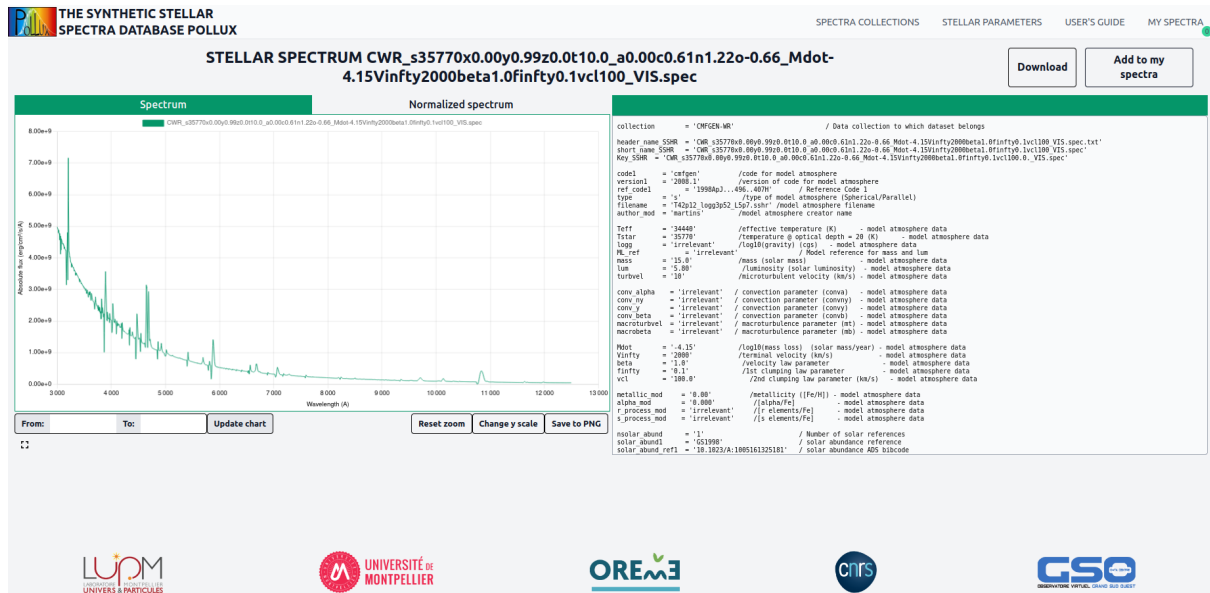 THE SYNTHETIC STELLAR
SPECTRA DATABASE POLLUX
SPECTRA COLLECTIONS STELLAR PARAMETERS USER'S GUIDE MY SPECTRA
STELLAR SPECTRUM CWR_s35770x0.00y0.99z0.0t10.0_a0.00c0.61n1.22o-0.66_Mdot-
4.15Vinfty2000beta1.0finfty0.1vcl100_VIS.spec
Download
Add to my
spectra
Spectrum Normalized spectrum
CWR_s35770x0.00y0.99z0.0t10.0_a0.00c0.61n1.22o-0.66_Mdot-4.15Vinfty2000beta1.0finfty0.1vcl100_VIS.spec
8.00e+9
7.00e+9
6.00e+9
5.00e+9
4.00e+9
3.00e+9
2.00e+9
1.00e+9
0.00e+0
Absolute flux (erg/cm²/s/A)
3 000 4 000 5 000 6 000 7 000 8 000 9 000 10 000 11 000 12 000 13 000
Wavelength (A)
From: To: Update chart Reset zoom Change y scale Save to PNG
collection = 'CMFGEN-WR' / Data collection to which dataset belongs
header_name_SSHR = 'CWR_s35770x0.00y0.99z0.0t10.0_a0.00c0.61n1.22o-0.66_Mdot-4.15Vinfty2000beta1.0finfty0.1vcl100_VIS.spec.txt'
short_name_SSHR = 'CWR_s35770x0.00y0.99z0.0t10.0_a0.00c0.61n1.22o-0.66_Mdot-4.15Vinfty2000beta1.0finfty0.1vcl100_VIS.spec'
Key_SSHR = 'CWR_s35770x0.00y0.99z0.0t10.0_a0.00c0.61n1.22o-0.66_Mdot-4.15Vinfty2000beta1.0finfty0.1vcl100.0._VIS.spec'
code1 = 'cmfgen' /code for model atmosphere
version1 = '2008.1' /version of code for model atmosphere
ref_code1 = '1998ApJ...496..407H' / Reference Code 1
type = 's' /type of model atmosphere (Spherical/Parallel)
filename = 'T42p12_logg3p52_L5p7.sshr' /model atmosphere filename
author_mod = 'martins' /model atmosphere creator name
Teff = '34440' /effective temperature (K) - model atmosphere data
Tstar = '35770' /temperature @ optical depth = 20 (K) - model atmosphere data
logg = 'irrelevant' /log10(gravity) (cgs) - model atmosphere data
ML_ref = 'irrelevant' / Model reference for mass and lum
mass = '15.0' /mass (solar mass) - model atmosphere data
lum = '5.80' /luminosity (solar luminosity) - model atmosphere data
turbvel = '10' /microturbulent velocity (km/s) - model atmosphere data
conv_alpha = 'irrelevant' / convection parameter (conva) - model atmosphere data
conv_ny = 'irrelevant' / convection parameter (convny) - model atmosphere data
conv_y = 'irrelevant' / convection parameter (convy) - model atmosphere data
conv_beta = 'irrelevant' / convection parameter (convb) - model atmosphere data
macroturbvel = 'irrelevant' / macroturbulence parameter (mt) - model atmosphere data
macrobeta = 'irrelevant' / macroturbulence parameter (mb) - model atmosphere data
Mdot = '-4.15' /log10(mass loss) (solar mass/year) - model atmosphere data
Vinfty = '2000' /terminal velocity (km/s) - model atmosphere data
beta = '1.0' /velocity law parameter - model atmosphere data
finfty = '0.1' /1st clumping law parameter - model atmosphere data
vcl = '100.0' /2nd clumping law parameter (km/s) - model atmosphere data
metallic_mod = '0.00' /metallicity ([Fe/H]) - model atmosphere data
alpha_mod = '0.000' /[alpha/Fe] - model atmosphere data
r_process_mod = 'irrelevant' /[r elements/Fe] - model atmosphere data
s_process_mod = 'irrelevant' /[s elements/Fe] - model atmosphere data
nsolar_abund = '1' / Number of solar references
solar_abund1 = 'GS1998' / solar abundance reference
solar_abund_ref1 = '10.1023/A:1005161325181' / solar abundance ADS bibcode
LUPM
LABORATOIRE MONTPELLIER
UNIVERS & PARTICULES
UNIVERSITÉ DE
MONTPELLIER
OREME
cnrs
GSO
OBSERVATOIRE VIRTUEL GRAND SUD OUEST